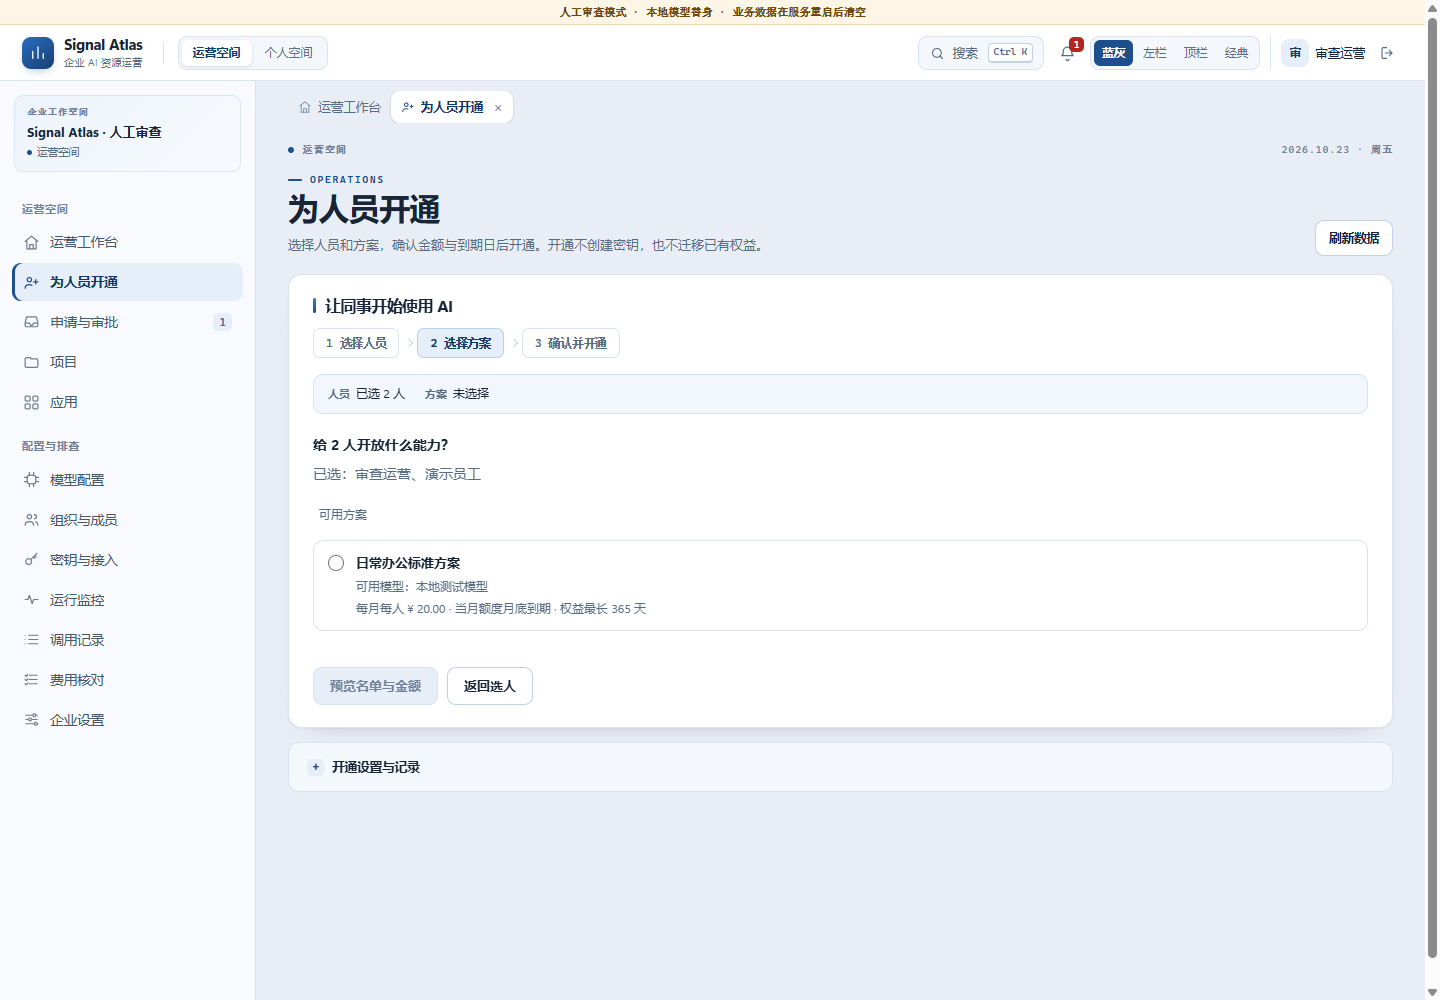 人工审查模式 · 本地模型替身 · 业务数据在服务重启后清空
Signal Atlas
企业 AI 资源运营
运营空间 个人空间
搜索 Ctrl K
1
蓝灰 左栏 顶栏 经典
审 审查运营
企业工作空间
Signal Atlas · 人工审查
运营空间
运营空间
运营工作台
为人员开通
申请与审批 1
项目
应用
配置与排查
模型配置
组织与成员
密钥与接入
运行监控
调用记录
费用核对
企业设置
运营工作台 为人员开通 ×
运营空间
2026.10.23 · 周五
OPERATIONS
为人员开通
选择人员和方案，确认金额与到期日后开通。开通不创建密钥，也不迁移已有权益。
刷新数据
让同事开始使用 AI
1 选择人员 2 选择方案 3 确认并开通
人员 已选 2 人 方案 未选择
给 2 人开放什么能力？
已选：审查运营、演示员工
可用方案
日常办公标准方案
可用模型：本地测试模型
每月每人 ¥ 20.00 · 当月额度月底到期 · 权益最长 365 天
预览名单与金额 返回选人
+ 开通设置与记录